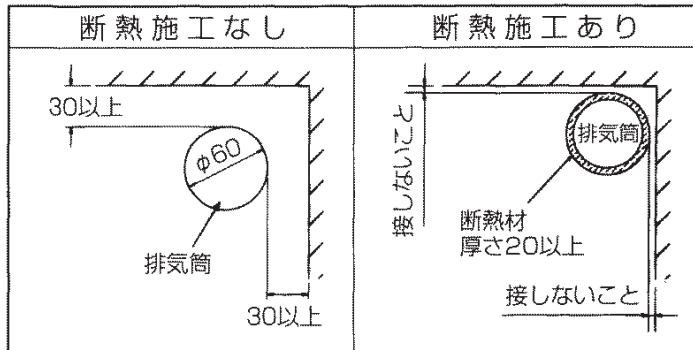 断熱施工なし
30以上
φ60
排気筒
30以上
断熱施工あり
接しないこと
排気筒
断熱材
厚さ20以上
接しないこと